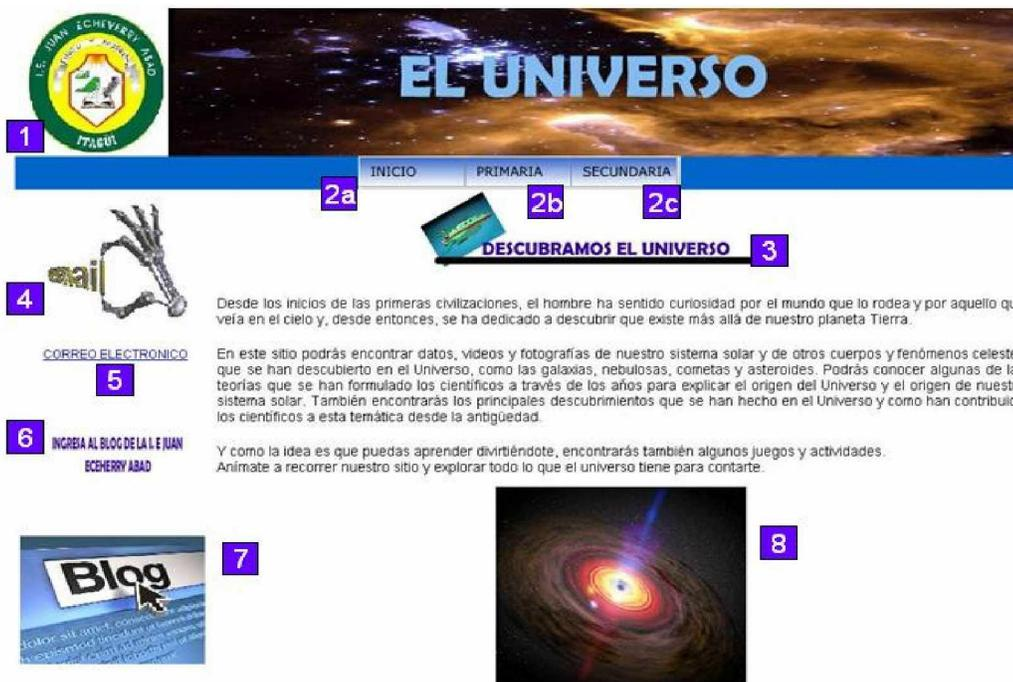 I.E. JUAN ECHEVERRY ABAD
ITAGÜI
EL UNIVERSO
1
INICIO PRIMARIA SECUNDARIA
2a 2b 2c
DESCUBRAMOS EL UNIVERSO 3
email
4
Desde los inicios de las primeras civilizaciones, el hombre ha sentido curiosidad por el mundo que lo rodea y por aquello qu
veía en el cielo y, desde entonces, se ha dedicado a descubrir que existe más allá de nuestro planeta Tierra.
CORREO ELECTRONICO
5
En este sitio podrás encontrar datos, videos y fotografías de nuestro sistema solar y de otros cuerpos y fenómenos celeste
que se han descubierto en el Universo, como las galaxias, nebulosas, cometas y asteroides. Podrás conocer algunas de la
teorías que se han formulado los científicos a través de los años para explicar el origen del Universo y el origen de nuestr
sistema solar. También encontrarás los principales descubrimientos que se han hecho en el Universo y como han contribuid
los científicos a esta temática desde la antigüedad.
6
INGRESA AL BLOG DE LA I. E JUAN
ECEHERRY ABAD
Y como la idea es que puedas aprender divirtiéndote, encontrarás también algunos juegos y actividades.
Anímate a recorrer nuestro sitio y explorar todo lo que el universo tiene para contarte.
7
8
Blog
dolor sit amet, consec